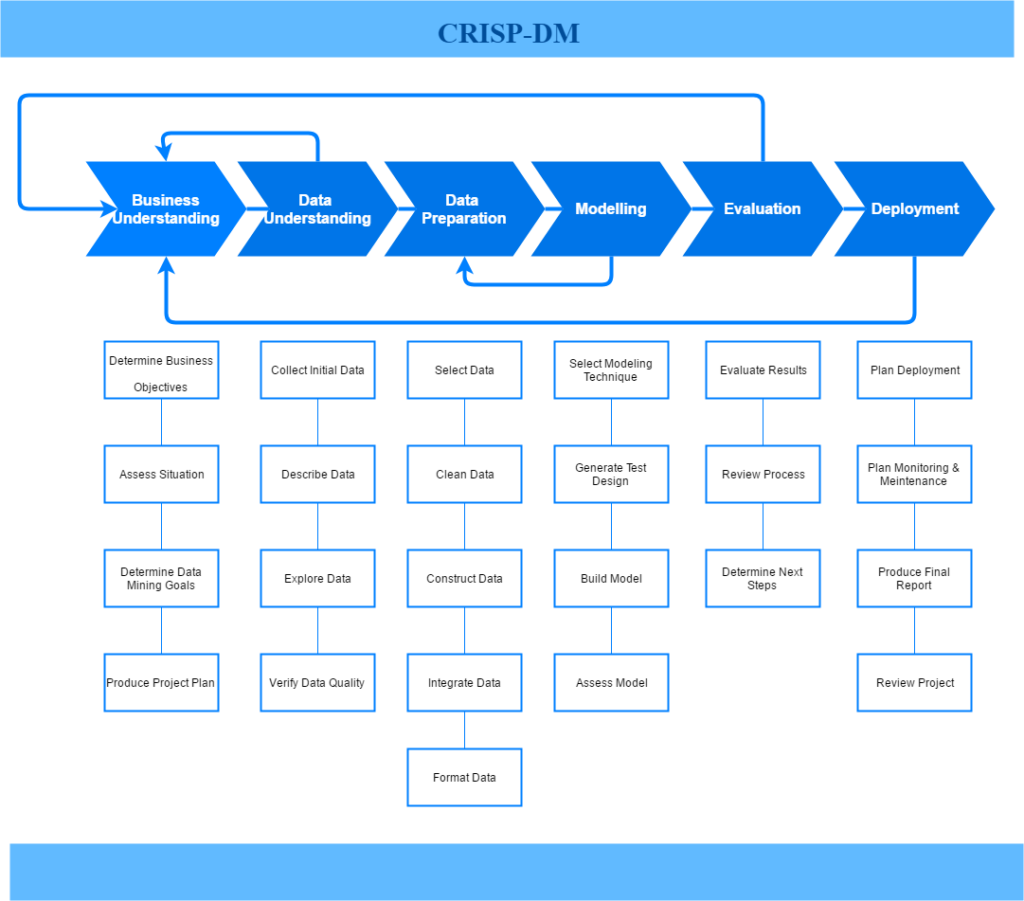 CRISP-DM
Business
Understanding
Data
Understanding
Data
Preparation
Modelling
Evaluation
Deployment
Determine Business
Objectives
Assess Situation
Determine Data
Mining Goals
Produce Project Plan
Collect Initial Data
Describe Data
Explore Data
Verify Data Quality
Select Data
Clean Data
Construct Data
Integrate Data
Format Data
Select Modeling
Technique
Generate Test
Design
Build Model
Assess Model
Evaluate Results
Review Process
Determine Next
Steps
Plan Deployment
Plan Monitoring &
Meintenance
Produce Final
Report
Review Project